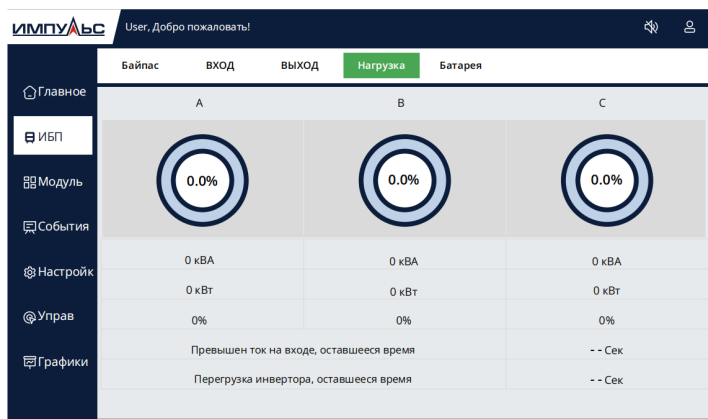 ИМПУЛЬС
User, Добро пожаловать!
Байпас ВХОД ВЫХОД Нагрузка Батарея
Главное
ИБП
Модуль
События
Настройк
Управ
Графики
A B C
0.0% 0.0% 0.0%
0 кВА 0 кВА 0 кВА
0 кВт 0 кВт 0 кВт
0% 0% 0%
Превышен ток на входе, оставшееся время - - Сек
Перегрузка инвертора, оставшееся время - - Сек